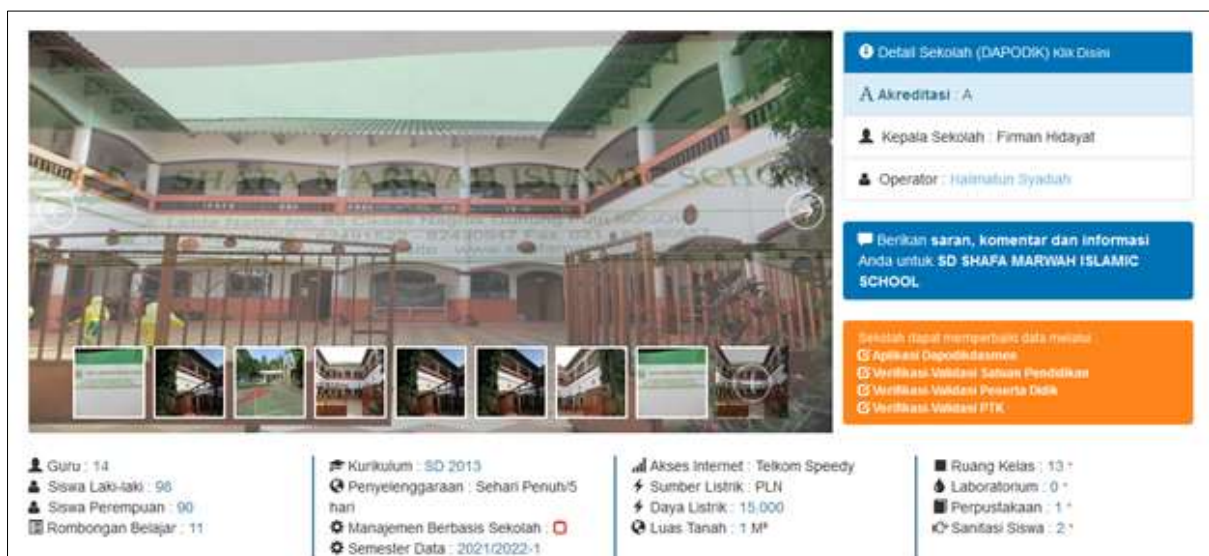 SHAFA MARWAH ISLAMIC SCHOOL
Detail Sekolah (DAPODIK) Klik Disini
Akreditasi : A
Kepala Sekolah : Firman Hidayat
Operator : Halimatun Syadiah
Berikan saran, komentar dan informasi
Anda untuk SD SHAFA MARWAH ISLAMIC
SCHOOL
Sekolah dapat memperbaiki data melalui :
Aplikasi Dapodikdasmen
Verifikasi-Validasi Satuan Pendidikan
Verifikasi-Validasi Peserta Didik
Verifikasi-Validasi PTK
Guru : 14
Siswa Laki-laki : 98
Siswa Perempuan : 90
Rombongan Belajar : 11
Kurikulum : SD 2013
Penyelenggaraan : Sehari Penuh/5
hari
Manajemen Berbasis Sekolah :
Semester Data : 2021/2022-1
Akses Internet : Telkom Speedy
Sumber Listrik : PLN
Daya Listrik : 15,000
Luas Tanah : 1 M²
Ruang Kelas : 13 *
Laboratorium : 0 *
Perpustakaan : 1 *
Sanitasi Siswa : 2 *